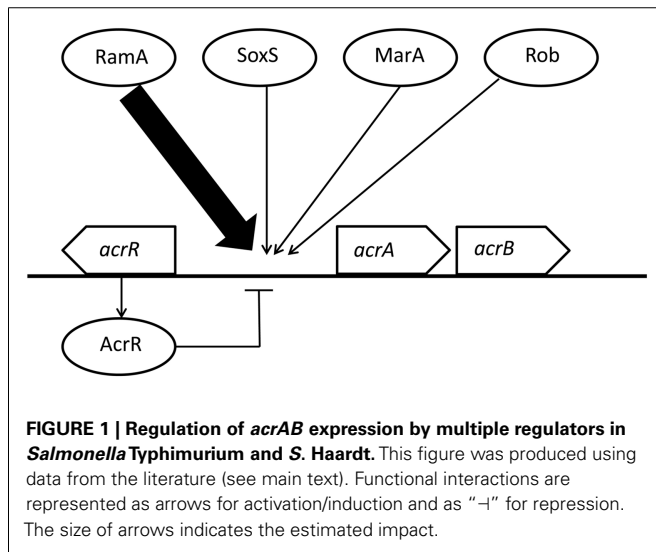 RamA SoxS MarA Rob
acrR acrA acrB
AcrR
FIGURE 1 | Regulation of acrAB expression by multiple regulators in
Salmonella Typhimurium and S. Haardt. This figure was produced using
data from the literature (see main text). Functional interactions are
represented as arrows for activation/induction and as “⊣” for repression.
The size of arrows indicates the estimated impact.